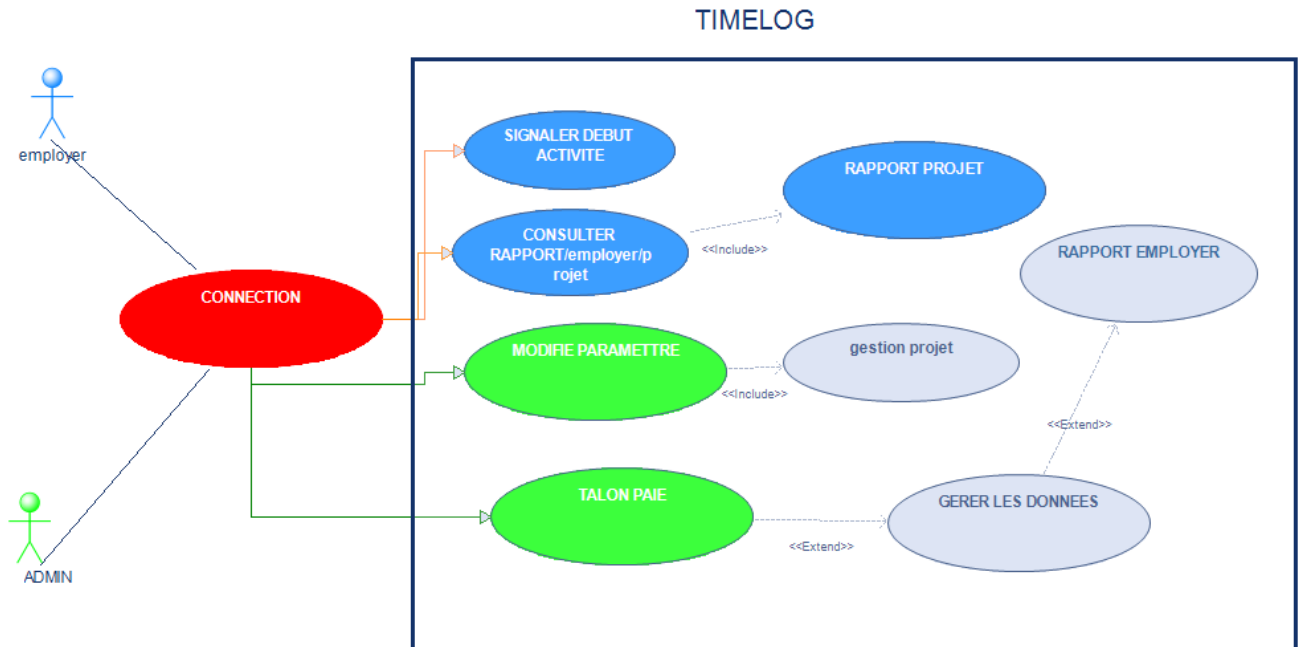 TIMELOG
employer
SIGNALER DEBUT
ACTIVITE
RAPPORT PROJET
CONSULTER
RAPPORT/employer/p
rojet
<<Include>>
RAPPORT EMPLOYER
CONNECTION
MODIFIE PARAMETTRE
gestion projet
<<Include>>
<<Extend>>
TALON PAIE
GERER LES DONNEES
<<Extend>>
ADMIN